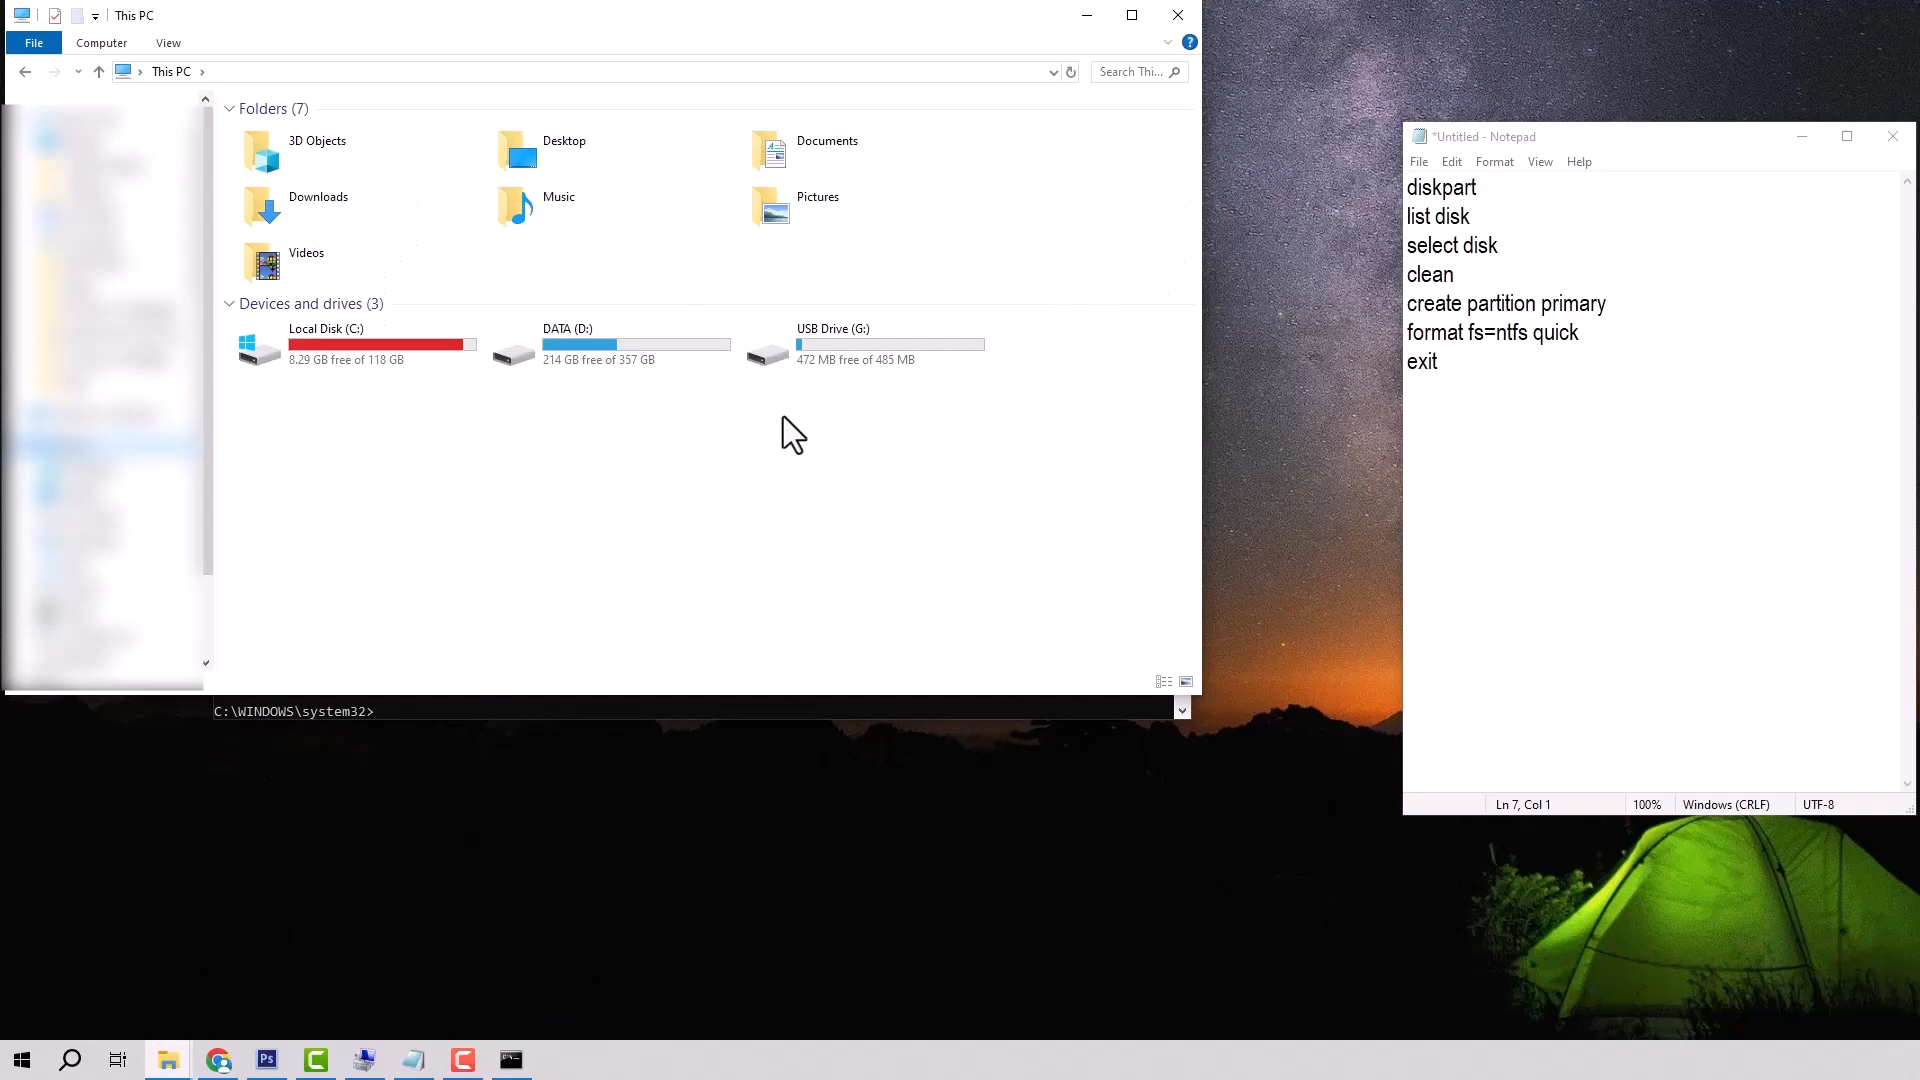 This PC
File
Computer
View
?
This PC
Search Thi...
Folders (7)
3D Objects
Desktop
Documents
Downloads
Music
Pictures
Videos
Devices and drives (3)
Local Disk (C:)
8.29 GB free of 118 GB
DATA (D:)
214 GB free of 357 GB
USB Drive (G:)
472 MB free of 485 MB
C:\WINDOWS\system32>
*Untitled - Notepad
File Edit Format View Help
diskpart
list disk
select disk
clean
create partition primary
format fs=ntfs quick
exit
Ln 7, Col 1
100%
Windows (CRLF)
UTF-8
Ps
C
C